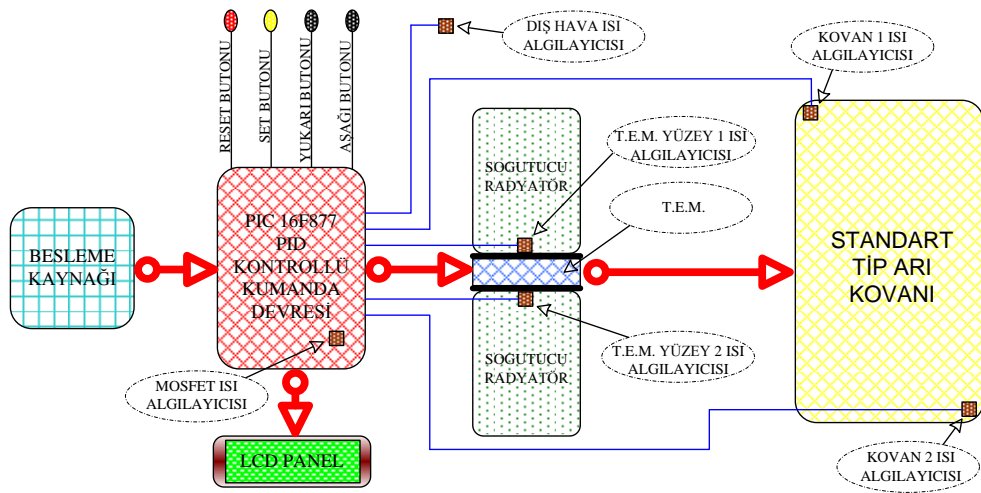 RESET BUTONU
SET BUTONU
YUKARI BUTONU
AŞAĞI BUTONU
DIŞ HAVA ISI
ALGILAYICISI
KOVAN 1 ISI
ALGILAYICISI
BESLEME
KAYNAĞI
PIC 16F877
PID
KONTROLLÜ
KUMANDA
DEVRESİ
SOGUTUCU
RADYATÖR
T.E.M. YÜZEY 1 ISI
ALGILAYICISI
T.E.M.
STANDART
TİP ARI
KOVANI
SOGUTUCU
RADYATÖR
T.E.M. YÜZEY 2 ISI
ALGILAYICISI
MOSFET ISI
ALGILAYICISI
LCD PANEL
KOVAN 2 ISI
ALGILAYICISI